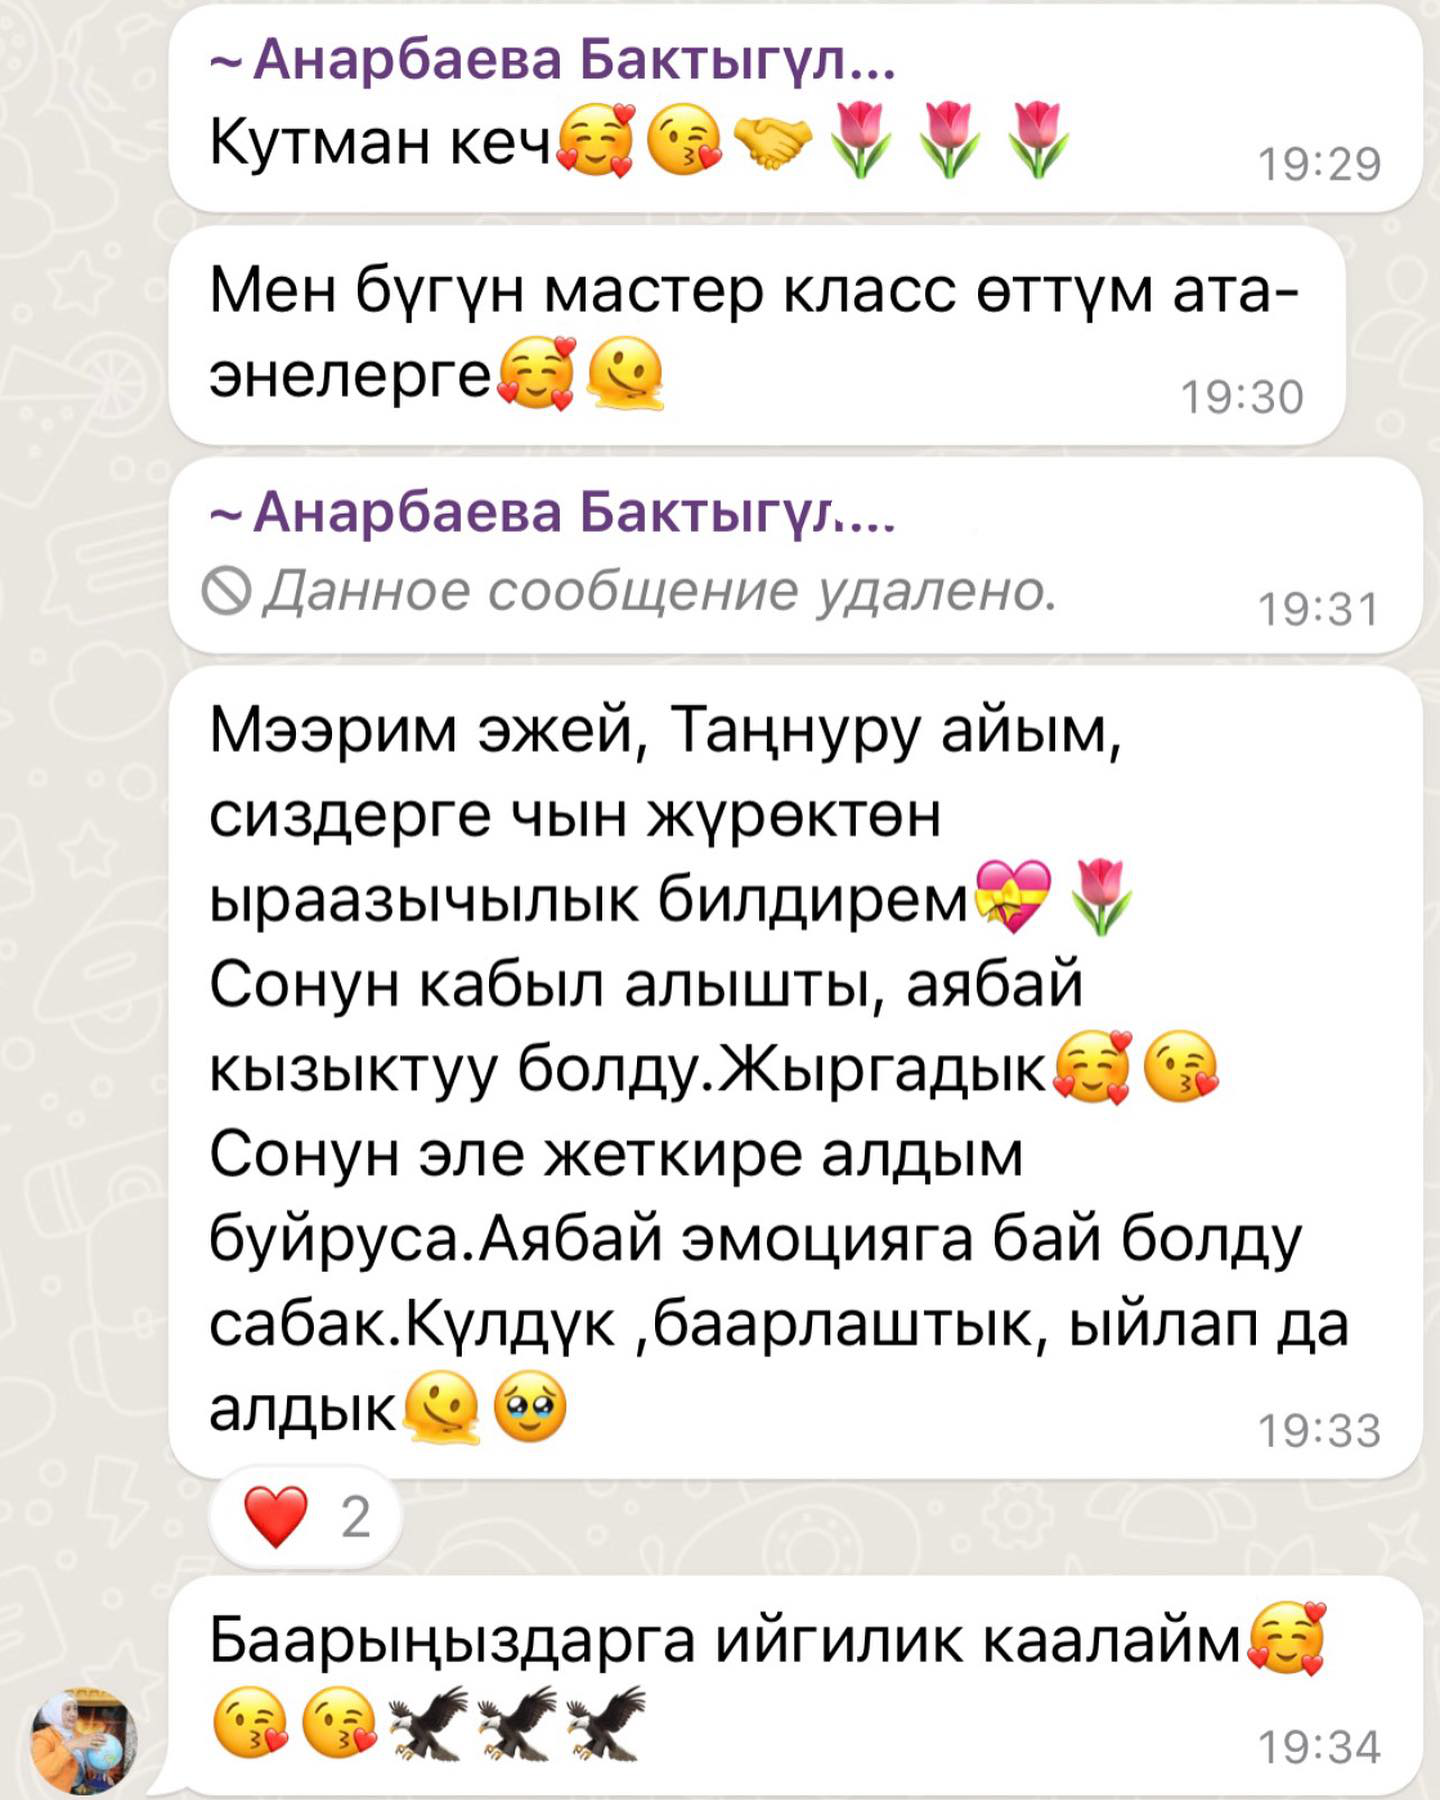 ~ Анарбаева Бактыгүл...
Кутман кеч🥰😘🤝🌷🌷🌷
19:29
Мен бүгүн мастер класс өттүм ата-
энелерге🥰🫠
19:30
~ Анарбаева Бактыгүл...
Данное сообщение удалено.
19:31
Мээрим эжей, Таңнуру айым,
сиздерге чын жүрөктөн
ыраазычылык билдирем💝🌷
Сонун кабыл алышты, аябай
кызыктуу болду.Жыргадык🥰😘
Сонун эле жеткире алдым
буйруса.Аябай эмоцияга бай болду
сабак.Күлдүк ,баарлаштык, ыйлап да
алдык🫠🥹
19:33
❤️ 2
Баарыңыздарга ийгилик каалайм🥰
😘😘🦅🦅🦅
19:34